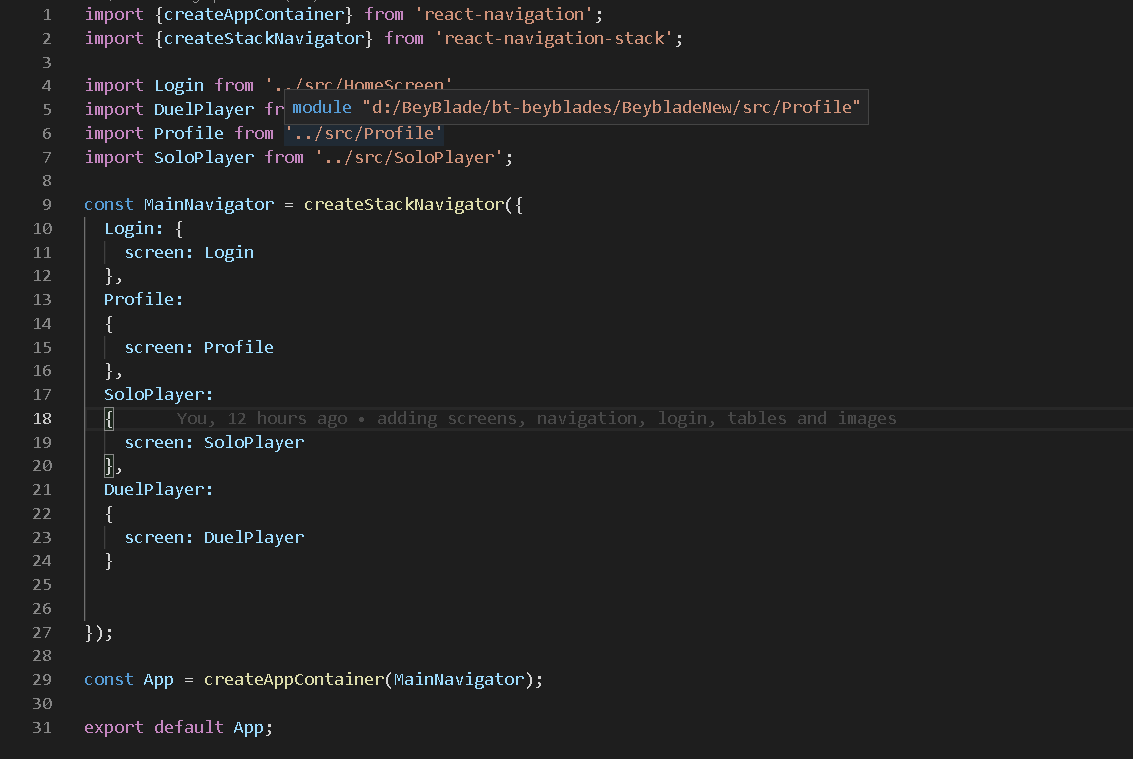 1 import {createAppContainer} from 'react-navigation';
2 import {createStackNavigator} from 'react-navigation-stack';
3
4 import Login from '../src/HomeScreen'
module "d:/BeyBlade/bt-beyblades/BeybladeNew/src/Profile"
5 import DuelPlayer fr
6 import Profile from '../src/Profile'
7 import SoloPlayer from '../src/SoloPlayer';
8
9 const MainNavigator = createStackNavigator({
10 Login: {
11 screen: Login
12 },
13 Profile:
14 {
15 screen: Profile
16 },
17 SoloPlayer:
18 { You, 12 hours ago • adding screens, navigation, login, tables and images
19 screen: SoloPlayer
20 },
21 DuelPlayer:
22 {
23 screen: DuelPlayer
24 }
25
26
27 });
28
29 const App = createAppContainer(MainNavigator);
30
31 export default App;